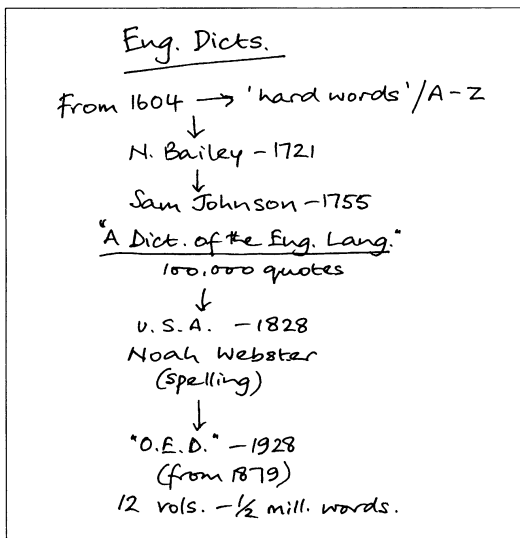 Eng. Dicts.
From 1604 → 'hard words'/A-Z
↓
N. Bailey - 1721
↓
Sam Johnson - 1755
"A Dict. of the Eng. Lang."
100,000 quotes
↓
U.S.A. - 1828
Noah Webster
(spelling)
↓
"O.E.D." - 1928
(from 1879)
12 vols. - ½ mill. words.